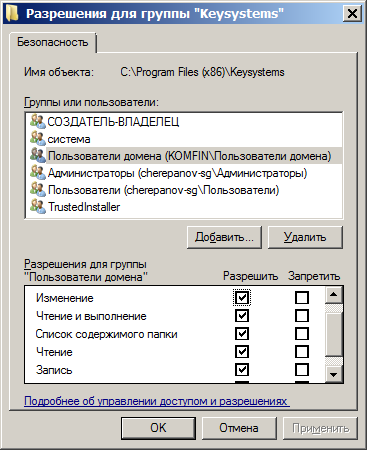 Разрешения для группы "Keysystems"
Безопасность
Имя объекта: C:\Program Files (x86)\Keysystems
Группы или пользователи:
СОЗДАТЕЛЬ-ВЛАДЕЛЕЦ
система
Пользователи домена (KOMFIN\Пользователи домена)
Администраторы (cherepanov-sg\Администраторы)
Пользователи (cherepanov-sg\Пользователи)
TrustedInstaller
Добавить... Удалить
Разрешения для группы
"Пользователи домена" Разрешить Запретить
Изменение
Чтение и выполнение
Список содержимого папки
Чтение
Запись
Подробнее об управлении доступом и разрешениях
OK Отмена Применить